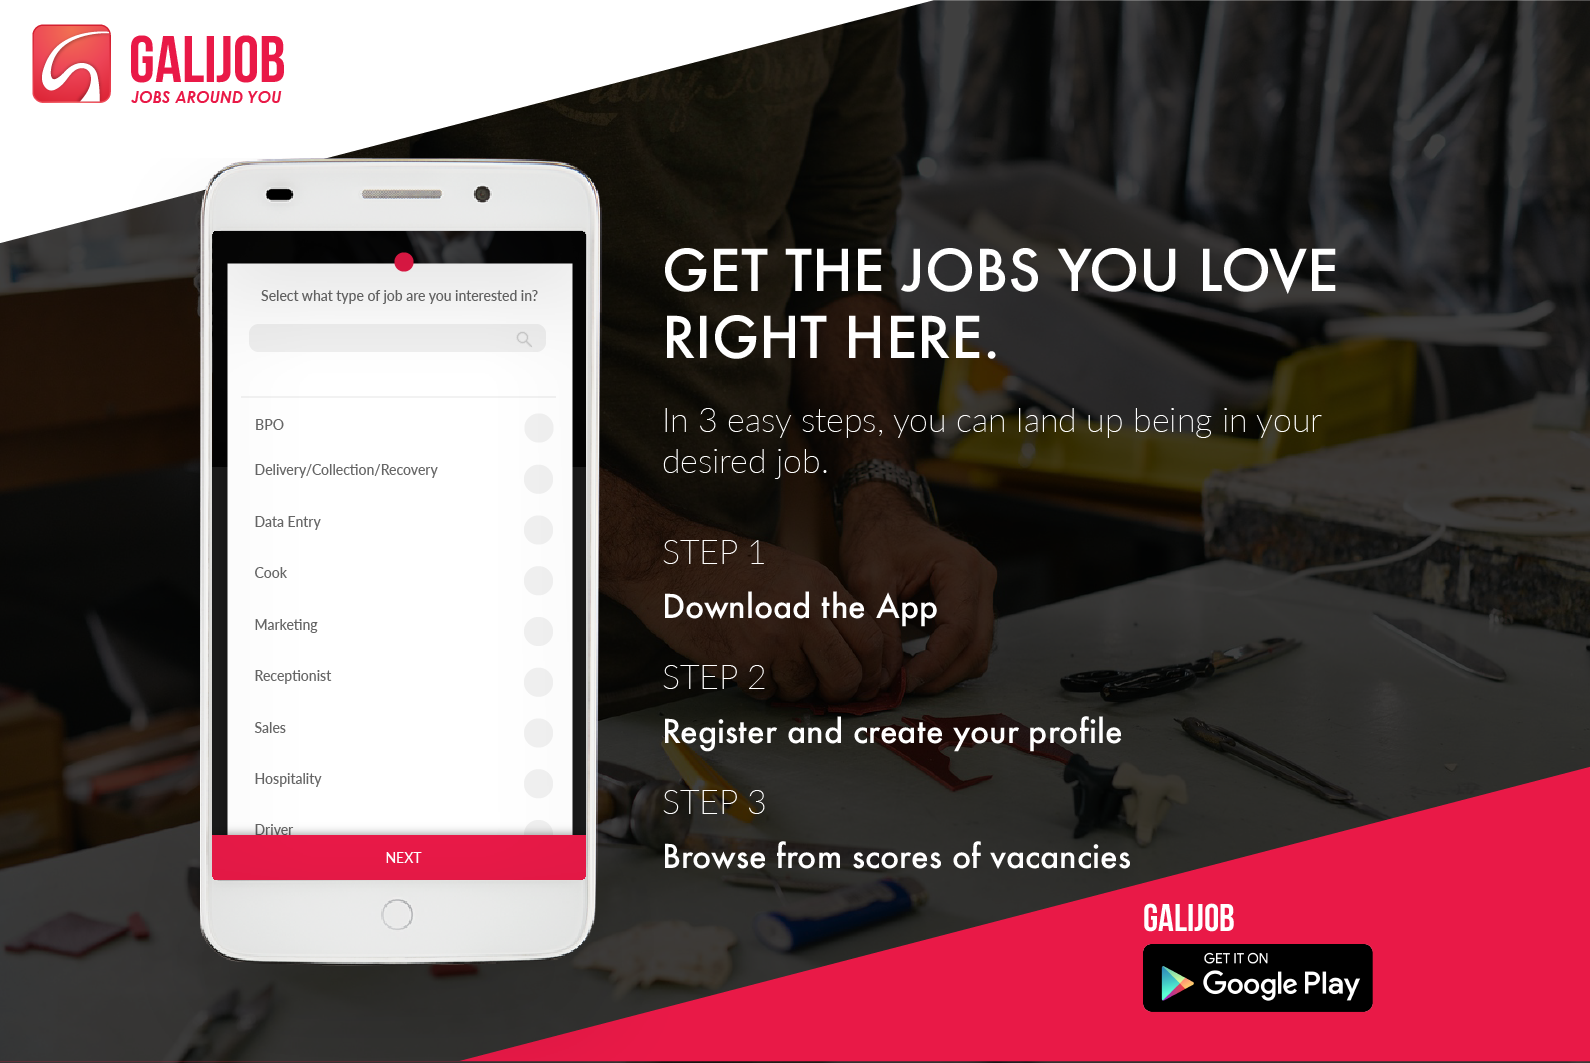 GALIJOB
JOBS AROUND YOU
Select what type of job are you interested in?
BPO
Delivery/Collection/Recovery
Data Entry
Cook
Marketing
Receptionist
Sales
Hospitality
Driver
NEXT
GET THE JOBS YOU LOVE
RIGHT HERE.
In 3 easy steps, you can land up being in your
desired job.
STEP 1
Download the App
STEP 2
Register and create your profile
STEP 3
Browse from scores of vacancies
GALIJOB
GET IT ON
Google Play